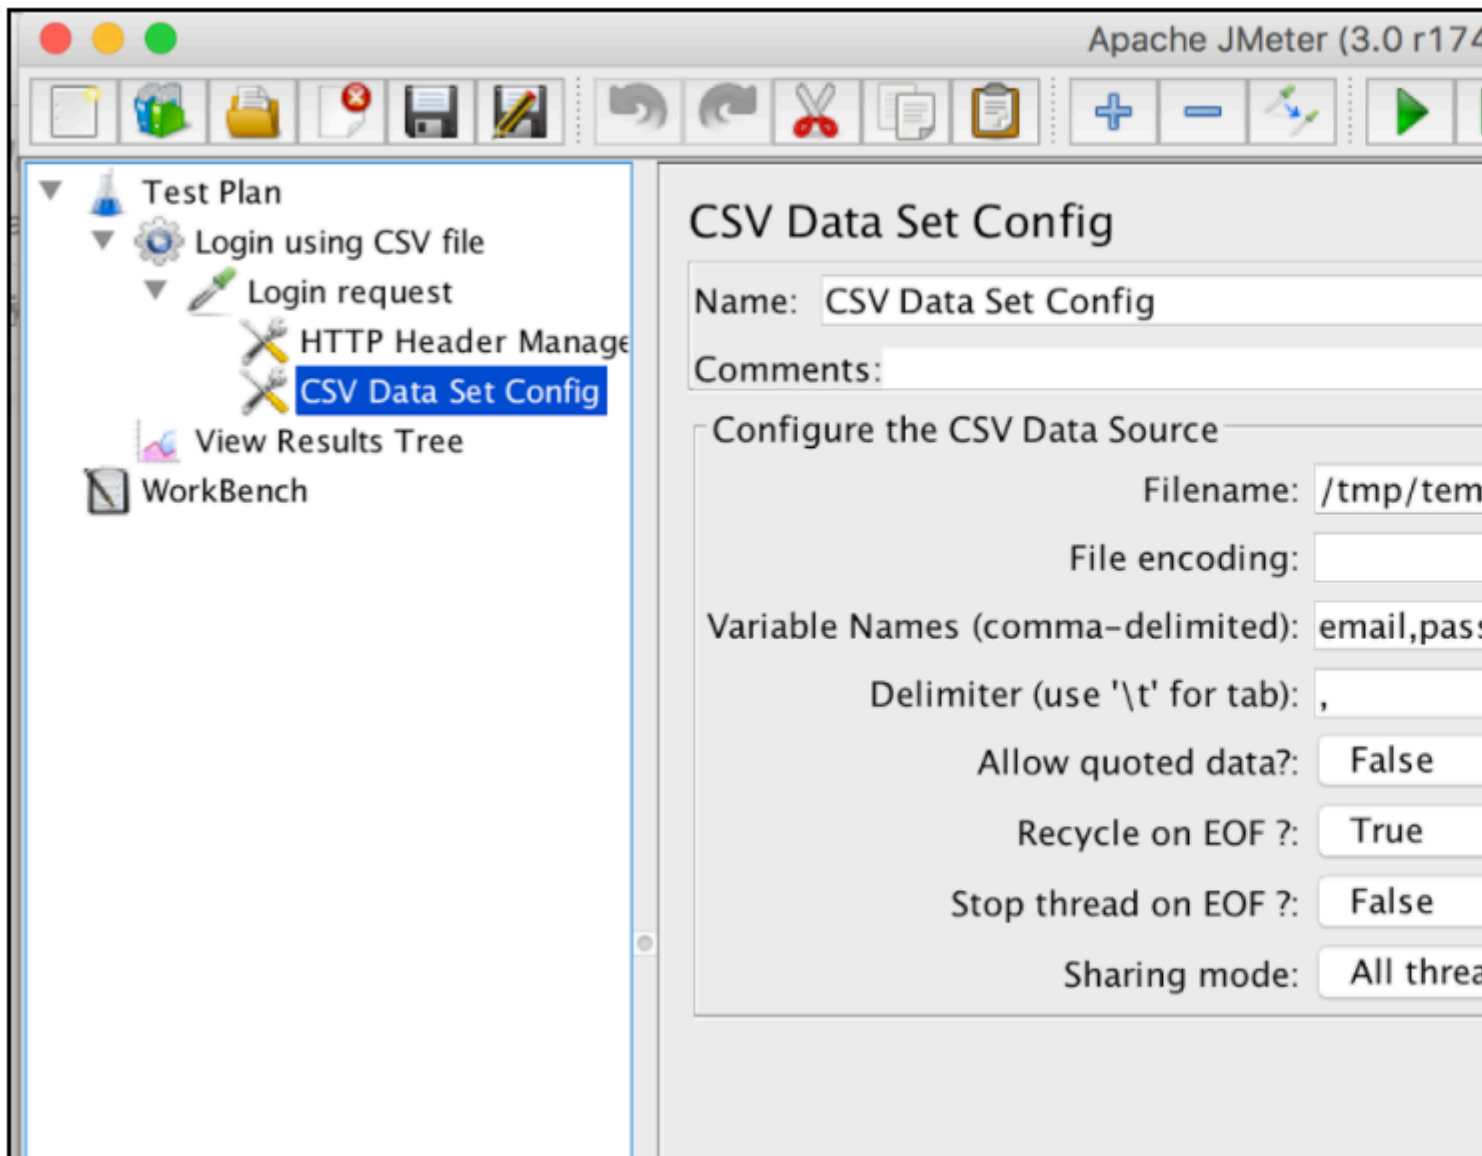 Apache JMeter (3.0 r174
Test Plan
Login using CSV file
Login request
HTTP Header Manage
CSV Data Set Config
View Results Tree
WorkBench
CSV Data Set Config
Name: CSV Data Set Config
Comments:
Configure the CSV Data Source
Filename: /tmp/tem
File encoding:
Variable Names (comma-delimited): email,pass
Delimiter (use '\t' for tab): ,
Allow quoted data?: False
Recycle on EOF ?: True
Stop thread on EOF ?: False
Sharing mode: All threa